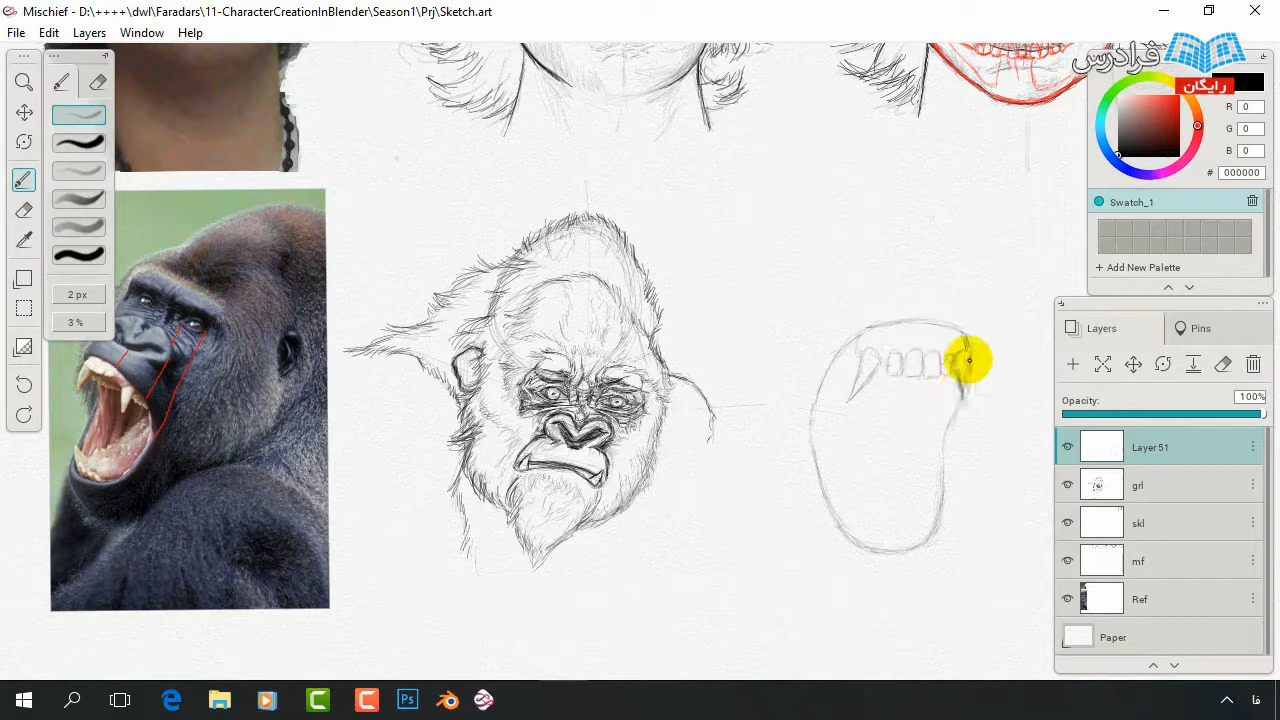 Mischief - D:\++++\dwl\Faradars\11-CharacterCreationInBlender\Season1\Prj\Sketch.art
File Edit Layers Window Help
فرادرس
رایگان
R 0
G 0
B 0
# 000000
Swatch_1
+ Add New Palette
2 px
3 %
Layers
Pins
Opacity:
100%
Layer 51
grl
skl
mf
Ref
Paper
Ps
فا